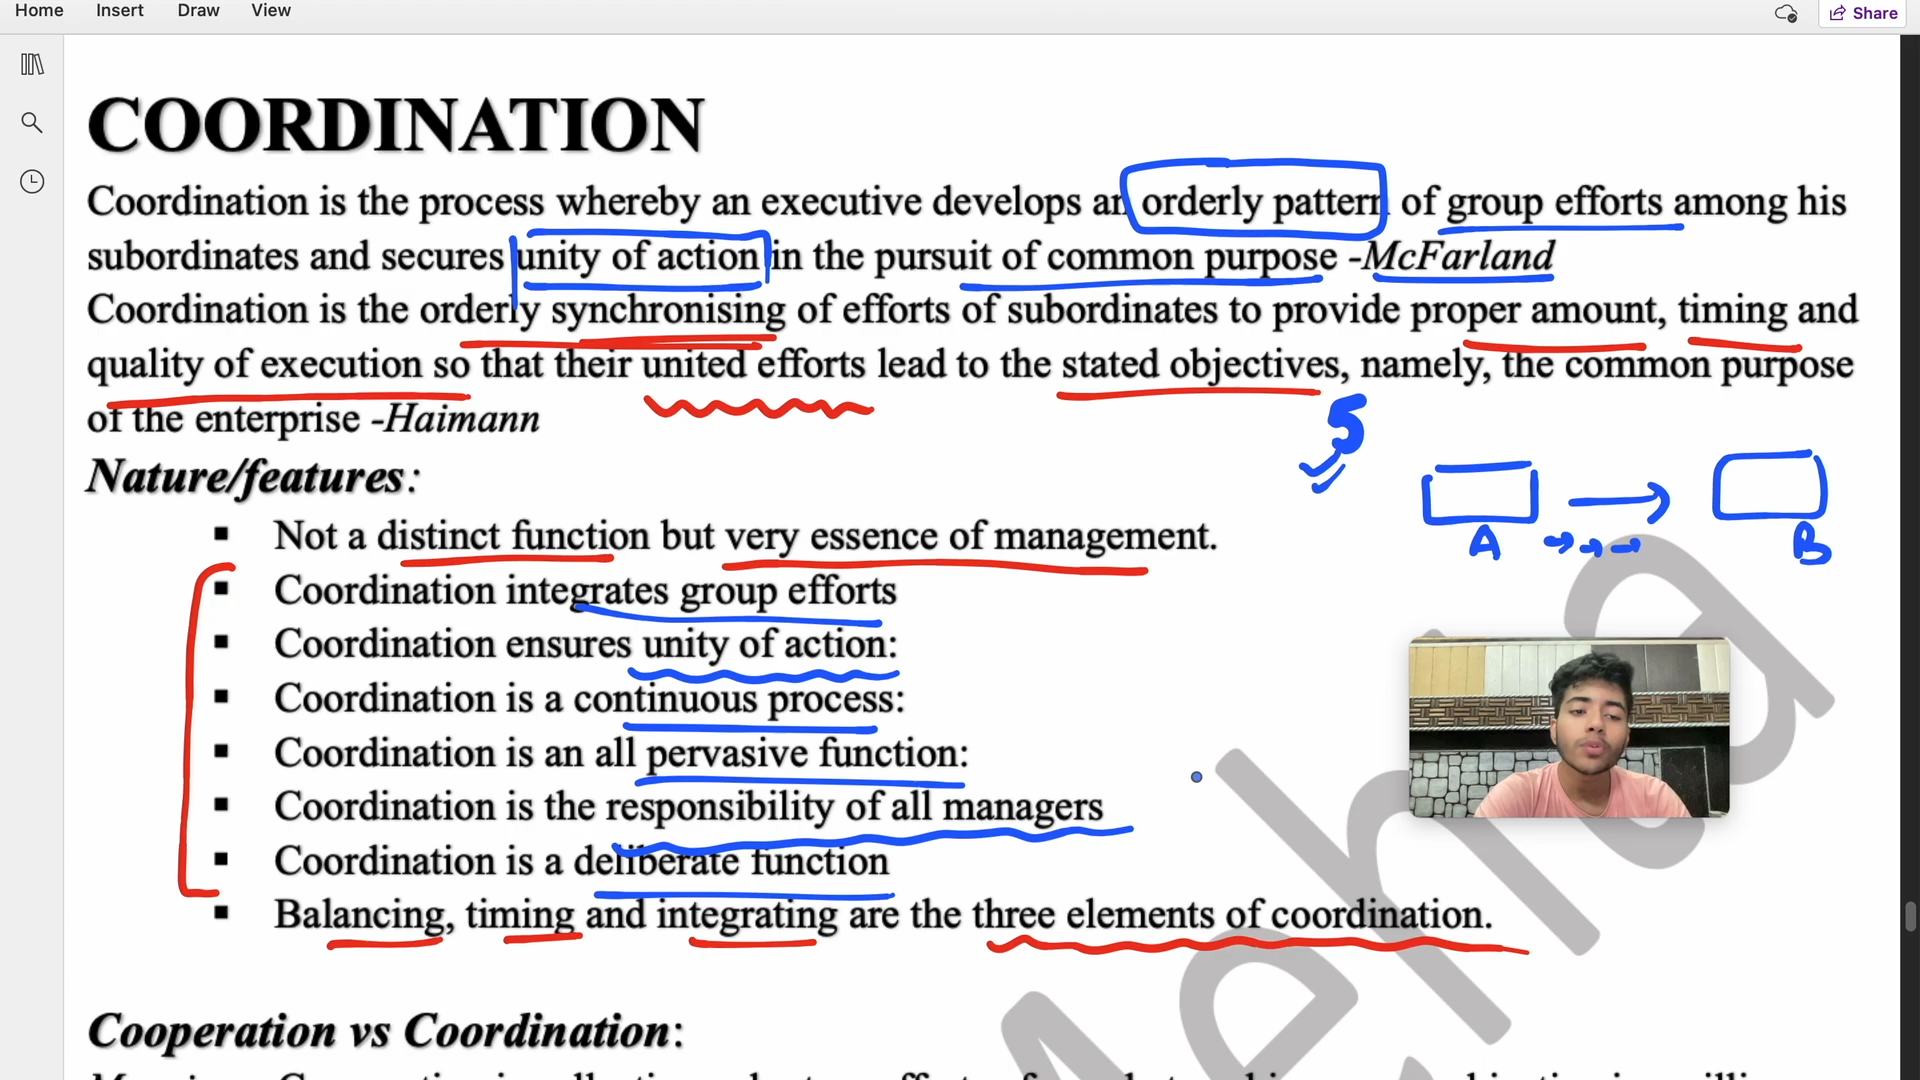 Home Insert Draw View Share
COORDINATION
Coordination is the process whereby an executive develops an orderly pattern of group efforts among his
subordinates and secures unity of action in the pursuit of common purpose -McFarland
Coordination is the orderly synchronising of efforts of subordinates to provide proper amount, timing and
quality of execution so that their united efforts lead to the stated objectives, namely, the common purpose
of the enterprise -Haimann
5
Nature/features:
A B
▪ Not a distinct function but very essence of management.
▪ Coordination integrates group efforts
▪ Coordination ensures unity of action:
▪ Coordination is a continuous process:
▪ Coordination is an all pervasive function:
▪ Coordination is the responsibility of all managers
▪ Coordination is a deliberate function
▪ Balancing, timing and integrating are the three elements of coordination.
Cooperation vs Coordination: